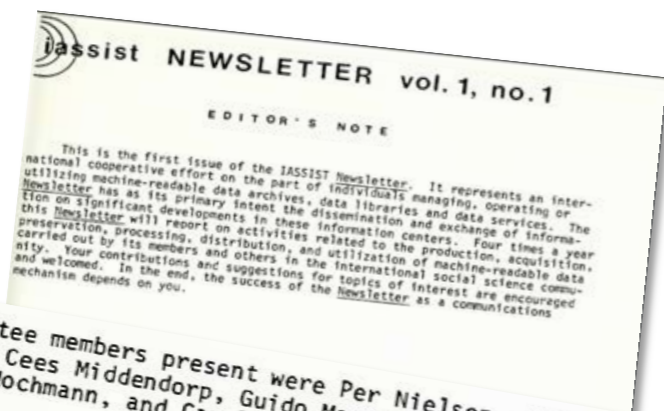 iassist NEWSLETTER vol. 1, no. 1
EDITOR'S NOTE
This is the first issue of the IASSIST Newsletter. It represents an inter-
national cooperative effort on the part of individuals managing, operating or
utilizing machine-readable data archives, data libraries and data services. The
Newsletter has as its primary intent the dissemination and exchange of informa-
tion on significant developments in these information centers. Four times a year
this Newsletter will report on activities related to the production, acquisition,
preservation, processing, distribution, and utilization of machine-readable data
carried out by its members and others in the international social science commu-
nity. Your contributions and suggestions for topics of interest are encouraged
and welcomed. In the end, the success of the Newsletter as a communications
mechanism depends on you.
tee members present were Per Nielsen
Cees Middendorp, Guido
ochmann, and